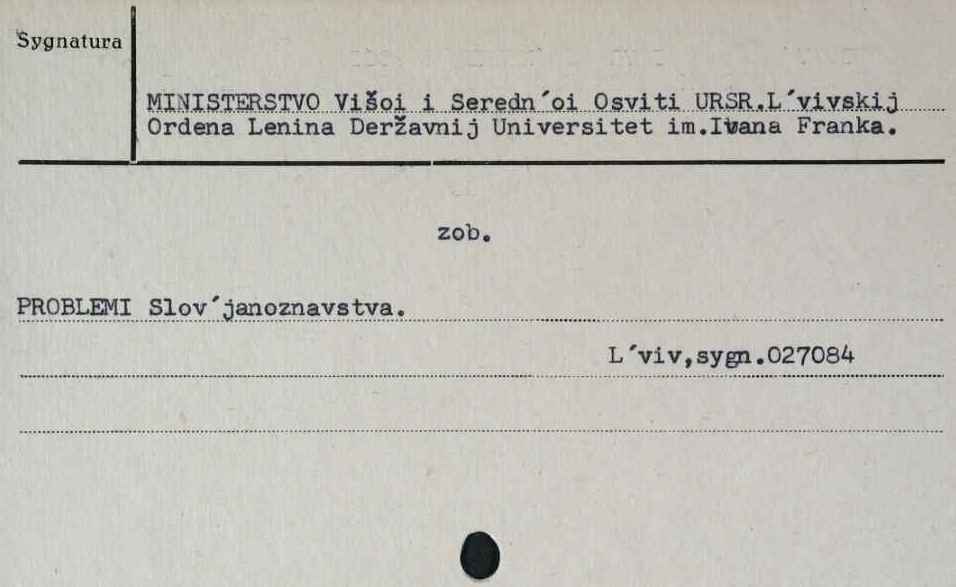 Sygnatura
MINISTERSTVO Višoi i Seredn´oi Osviti URSR.L´vivskij
Ordena Lenina Deržavnij Universitet im.Ivana Franka.
zob.
PROBLEMI Slov´janoznavstva.
L´viv,sygn.027084